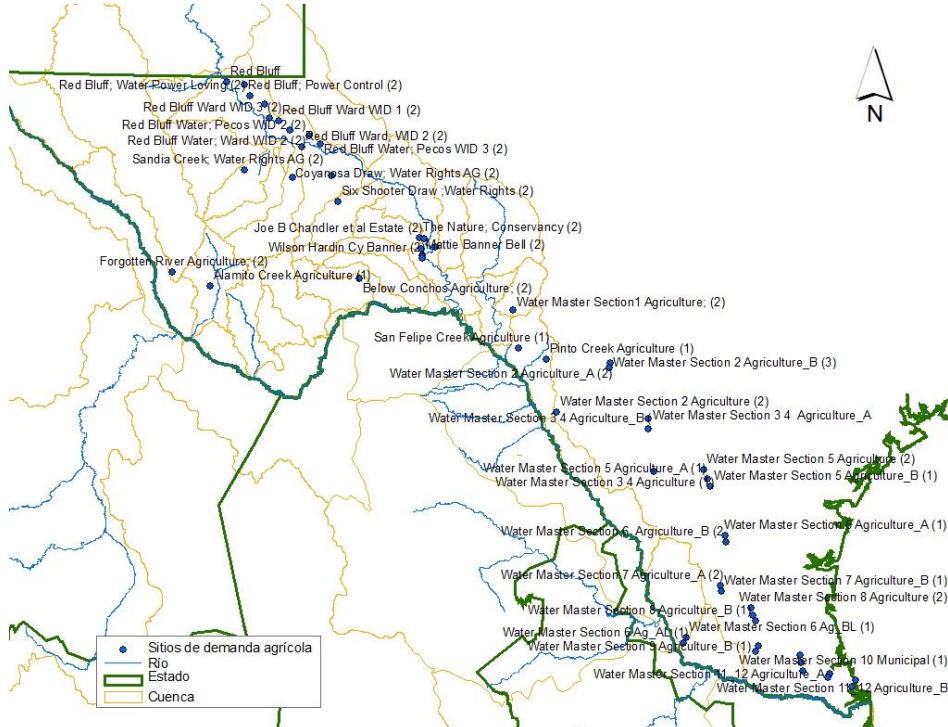 Red Bluff
Red Bluff; Water Power Loving (2)
Red Bluff; Power Control (2)
N
Red Bluff Ward WID 3 (2)
Red Bluff Ward WID 1 (2)
Red Bluff Water; Pecos WID 2 (2)
Red Bluff Ward; WID 2 (2)
Red Bluff Water; Ward WID 2 (2)
Red Bluff Water; Pecos WID 3 (2)
Sandia Creek; Water Rights AG (2)
Coyanosa Draw; Water Rights AG (2)
Six Shooter Draw ;Water Rights (2)
Joe B Chandler et al Estate (2)
The Nature; Conservancy (2)
Wilson Hardin Cy Banner (2)
Mattie Banner Bell (2)
Forgotten River Agriculture; (2)
Alamito Creek Agriculture (1)
Below Conchos Agriculture; (2)
Water Master Section1 Agriculture; (2)
San Felipe Creek Agriculture (1)
Pinto Creek Agriculture (1)
Water Master Section 2 Agriculture_B (3)
Water Master Section 2 Agriculture_A (2)
Water Master Section 2 Agriculture (2)
Water Master Section 3 4 Agriculture_B
Water Master Section 3 4 Agriculture_A
Water Master Section 5 Agriculture (2)
Water Master Section 5 Agriculture_A (1)
Water Master Section 5 Agriculture_B (1)
Water Master Section 3 4 Agriculture (1
Water Master Section 6 Agriculture_A (1)
Water Master Section 6_Argriculture_B (2
Water Master Section 7 Agriculture_A (2)
Water Master Section 7 Agriculture_B (1)
Water Master Section 8 Agriculture (2)
Water Master Section 8 Agriculture_B (1
Water Master Section 6 Ag_BL (1)
Water Master Section 6 Ag_AL (1)
Water Master Section 9 Agriculture_B (1)
Water Master Section 10 Municipal (1)
Water Master Section 11_12 Agriculture_A
Water Master Section 11_12 Agriculture_B
Sitios de demanda agrícola
Río
Estado
Cuenca